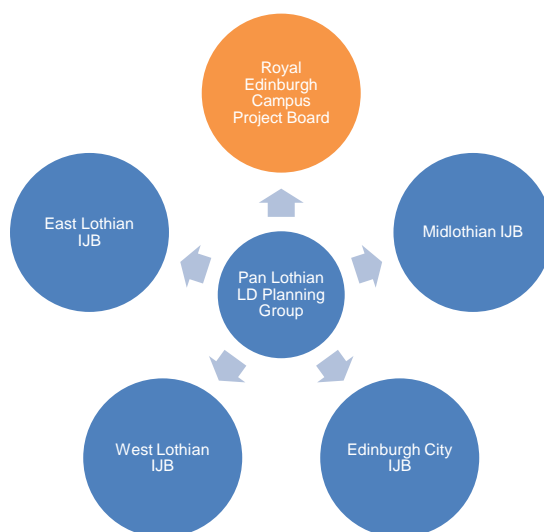 Royal
Edinburgh
Campus
Project Board
East Lothian
IJB
Midlothian IJB
Pan Lothian
LD Planning
Group
West Lothian
IJB
Edinburgh City
IJB